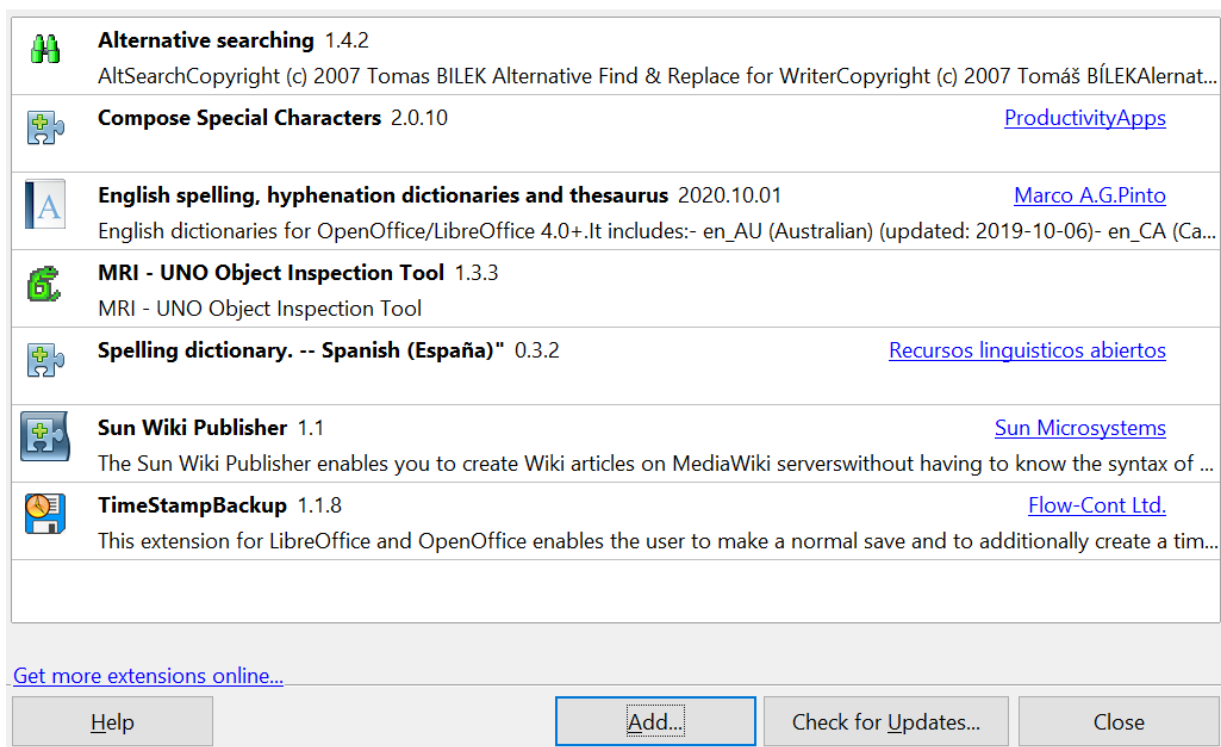 Alternative searching 1.4.2
AltSearchCopyright (c) 2007 Tomas BILEK Alternative Find & Replace for WriterCopyright (c) 2007 Tomáš BÍLEKAlernat...
Compose Special Characters 2.0.10 ProductivityApps
English spelling, hyphenation dictionaries and thesaurus 2020.10.01 Marco A.G.Pinto
English dictionaries for OpenOffice/LibreOffice 4.0+.It includes:- en_AU (Australian) (updated: 2019-10-06)- en_CA (Ca...
MRI - UNO Object Inspection Tool 1.3.3
MRI - UNO Object Inspection Tool
Spelling dictionary. -- Spanish (España)" 0.3.2 Recursos linguisticos abiertos
Sun Wiki Publisher 1.1 Sun Microsystems
The Sun Wiki Publisher enables you to create Wiki articles on MediaWiki serverswithout having to know the syntax of ...
TimeStampBackup 1.1.8 Flow-Cont Ltd.
This extension for LibreOffice and OpenOffice enables the user to make a normal save and to additionally create a tim...
Get more extensions online...
Help Add... Check for Updates... Close